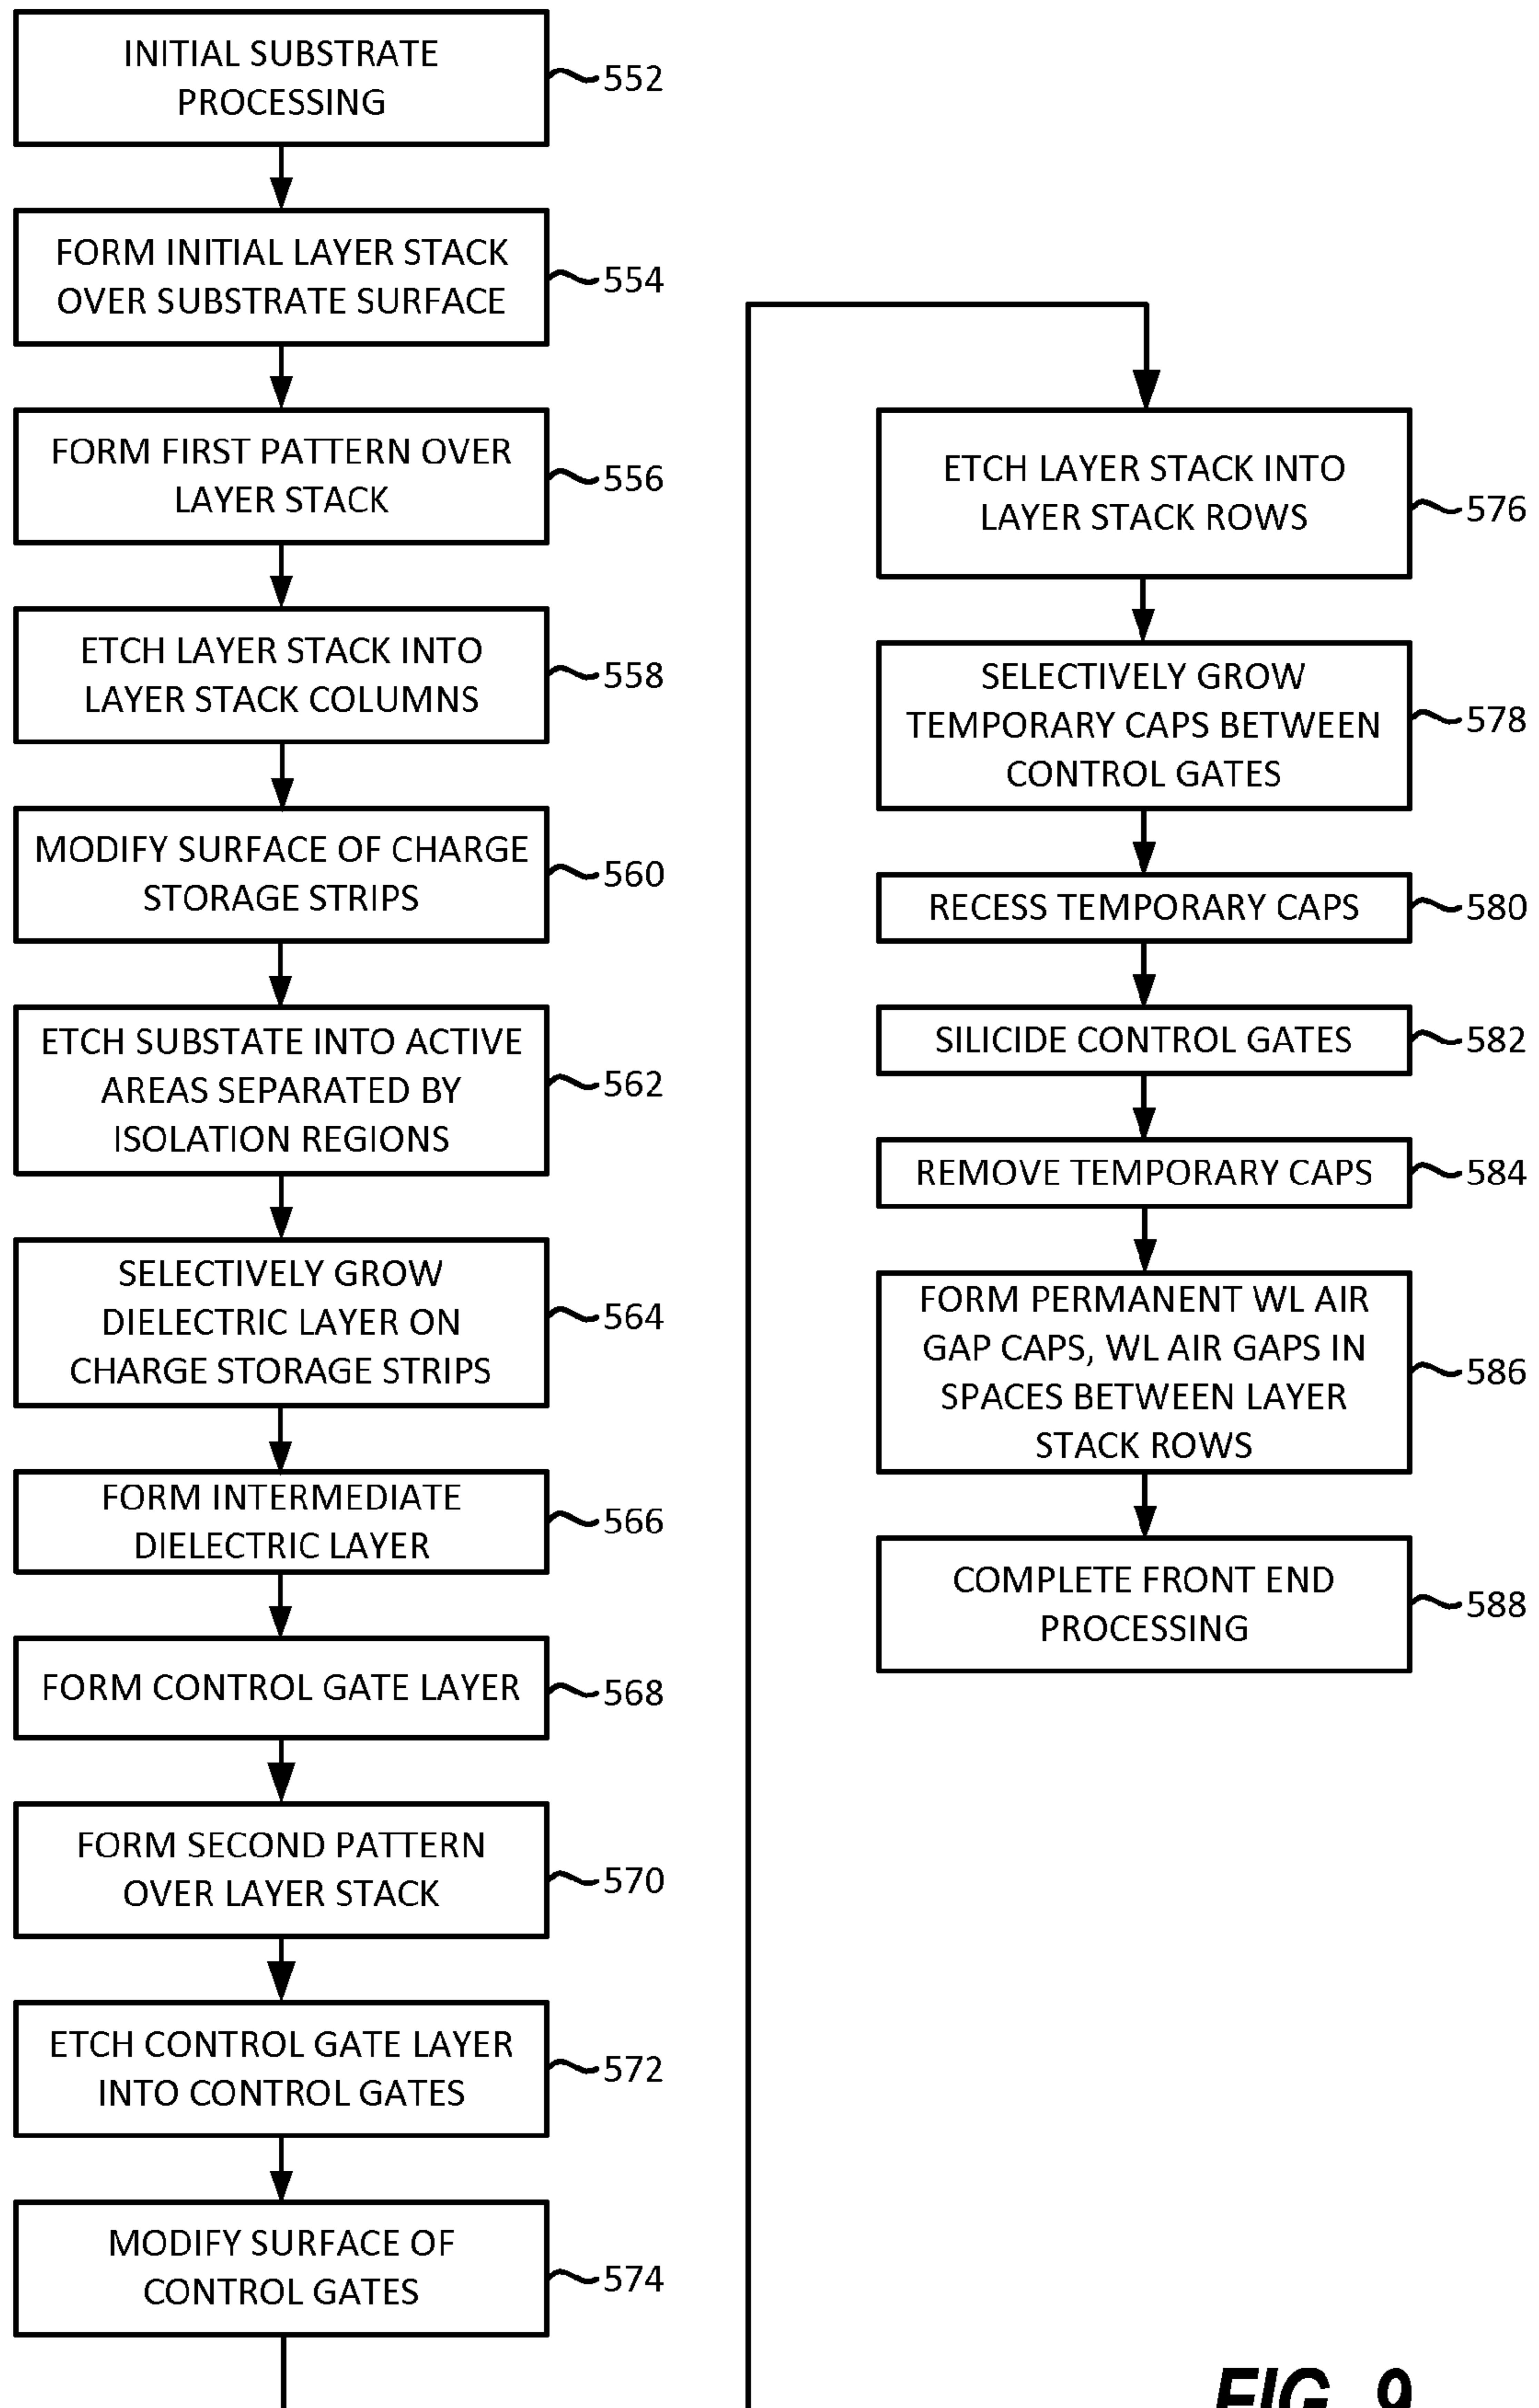 INITIAL SUBSTRATE
PROCESSING
552
FORM INITIAL LAYER STACK
OVER SUBSTRATE SURFACE
554
FORM FIRST PATTERN OVER
LAYER STACK
556
ETCH LAYER STACK INTO
LAYER STACK COLUMNS
558
MODIFY SURFACE OF CHARGE
STORAGE STRIPS
560
ETCH SUBSTATE INTO ACTIVE
AREAS SEPARATED BY
ISOLATION REGIONS
562
SELECTIVELY GROW
DIELECTRIC LAYER ON
CHARGE STORAGE STRIPS
564
FORM INTERMEDIATE
DIELECTRIC LAYER
566
FORM CONTROL GATE LAYER
568
FORM SECOND PATTERN
OVER LAYER STACK
570
ETCH CONTROL GATE LAYER
INTO CONTROL GATES
572
MODIFY SURFACE OF
CONTROL GATES
574
ETCH LAYER STACK INTO
LAYER STACK ROWS
576
SELECTIVELY GROW
TEMPORARY CAPS BETWEEN
CONTROL GATES
578
RECESS TEMPORARY CAPS
580
SILICIDE CONTROL GATES
582
REMOVE TEMPORARY CAPS
584
FORM PERMANENT WL AIR
GAP CAPS, WL AIR GAPS IN
SPACES BETWEEN LAYER
STACK ROWS
586
COMPLETE FRONT END
PROCESSING
588
FIG. 9